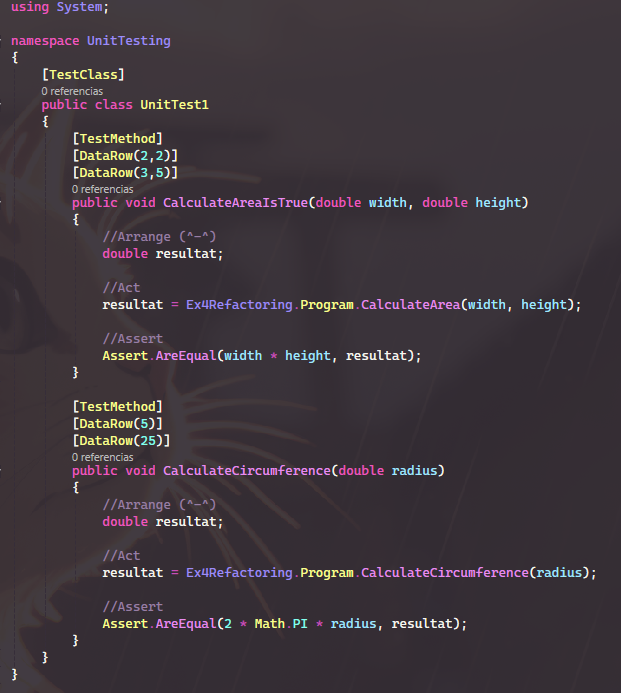 using System;
namespace UnitTesting
{
[TestClass]
0 referencias
public class UnitTest1
{
[TestMethod]
[DataRow(2,2)]
[DataRow(3,5)]
0 referencias
public void CalculateAreaIsTrue(double width, double height)
{
//Arrange (^-^)
double resultat;
//Act
resultat = Ex4Refactoring.Program.CalculateArea(width, height);
//Assert
Assert.AreEqual(width * height, resultat);
}
[TestMethod]
[DataRow(5)]
[DataRow(25)]
0 referencias
public void CalculateCircumference(double radius)
{
//Arrange (^-^)
double resultat;
//Act
resultat = Ex4Refactoring.Program.CalculateCircumference(radius);
//Assert
Assert.AreEqual(2 * Math.PI * radius, resultat);
}
}
}